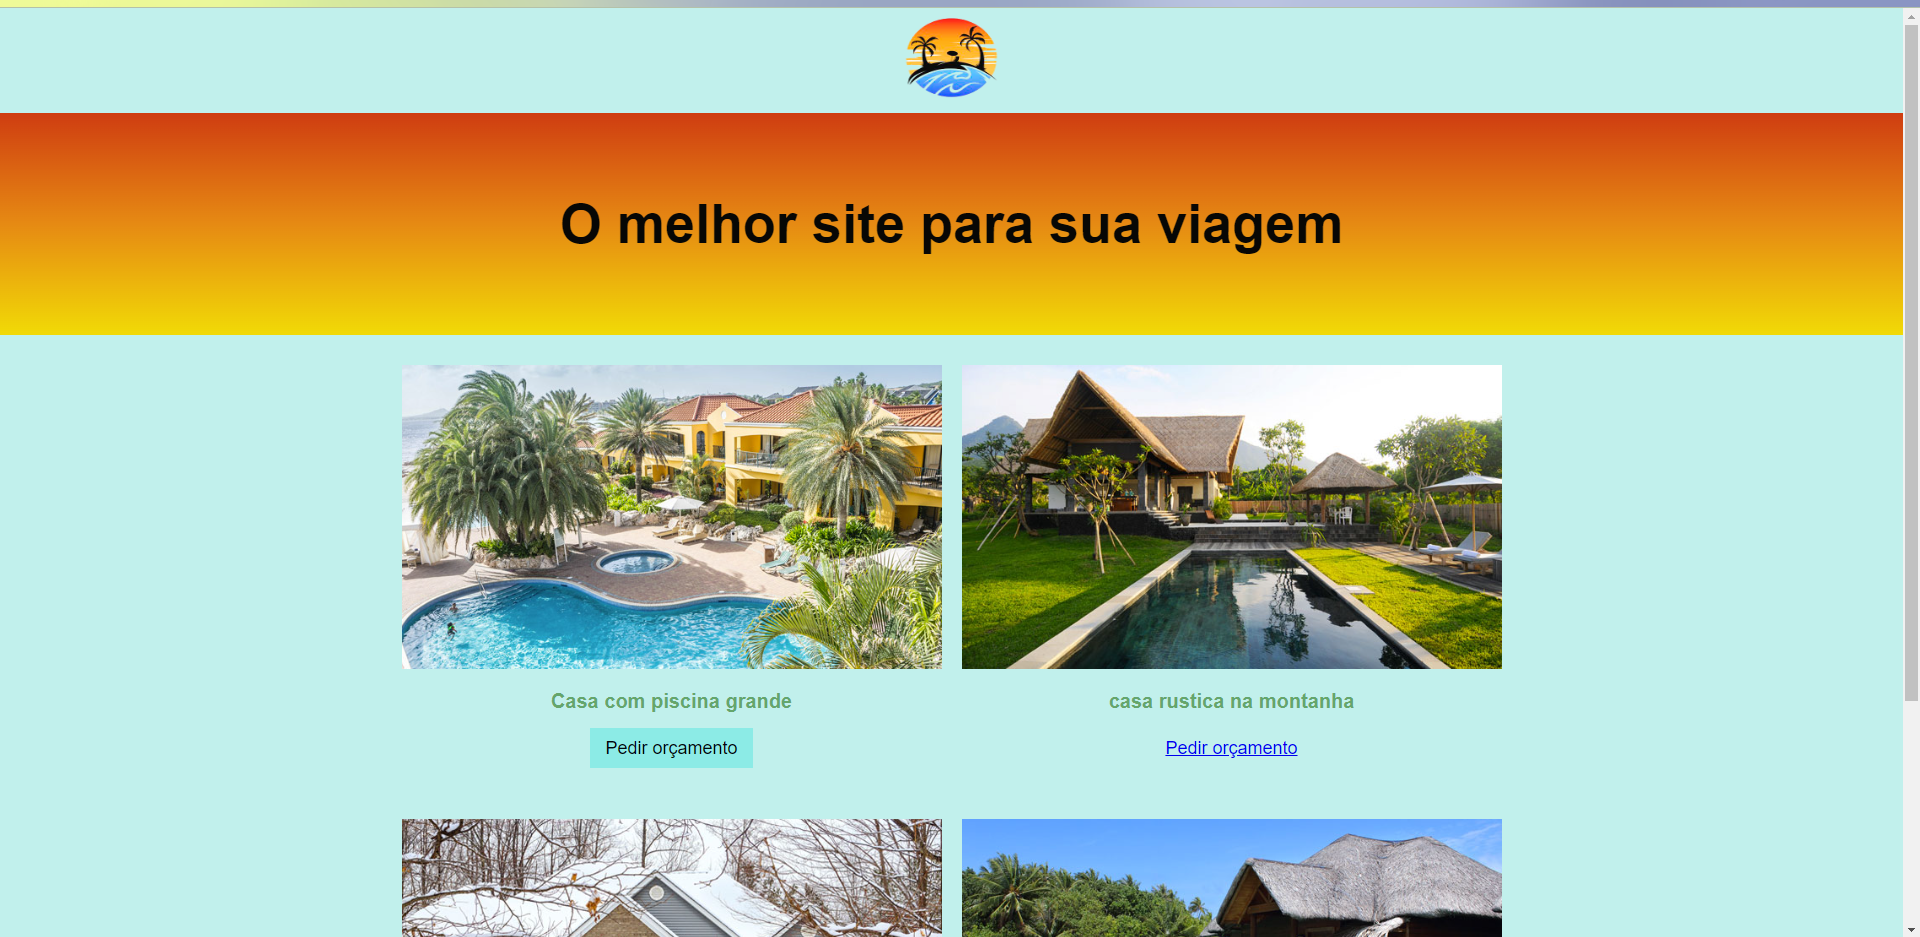 O melhor site para sua viagem
Casa com piscina grande
casa rustica na montanha
Pedir orçamento
Pedir orçamento